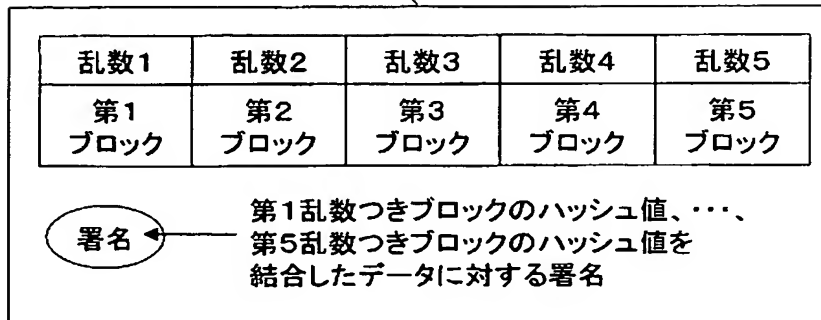 乱数1 乱数2 乱数3 乱数4 乱数5
第1 第2 第3 第4 第5
ブロック ブロック ブロック ブロック ブロック
署名
第1乱数つきブロックのハッシュ値、・・・、
第5乱数つきブロックのハッシュ値を
結合したデータに対する署名